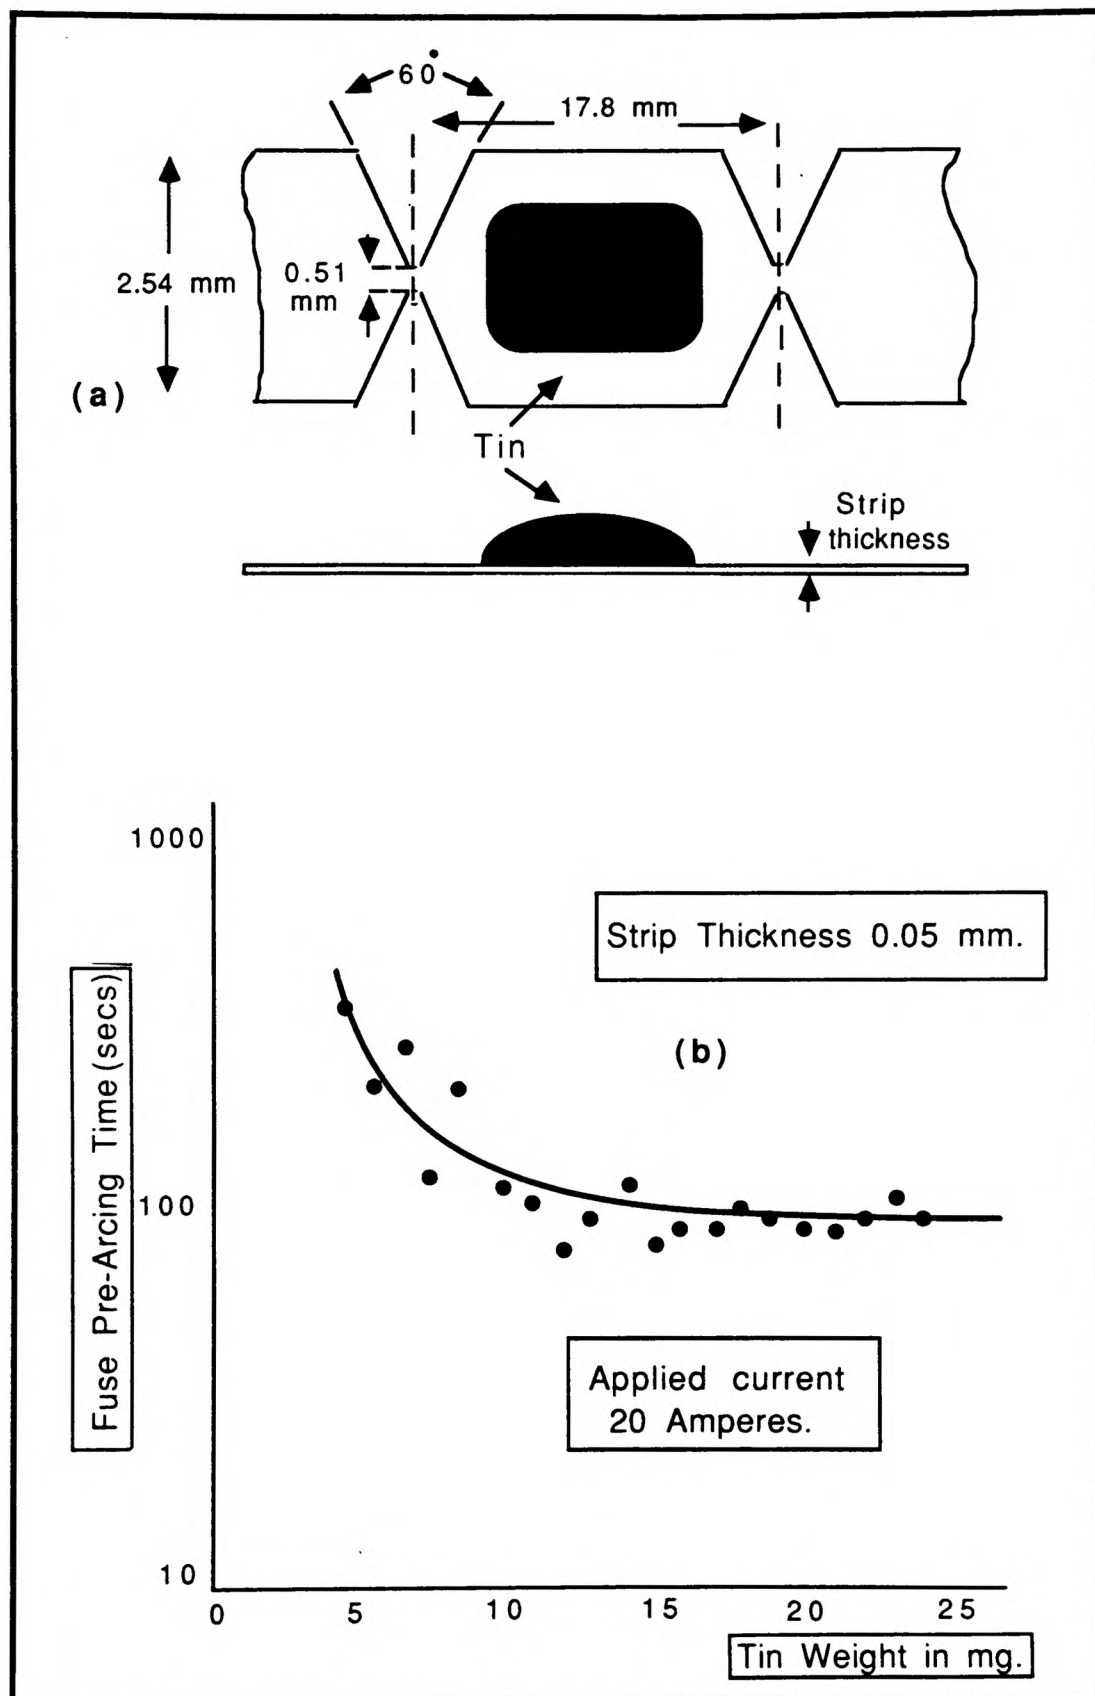 60°
17.8 mm
2.54 mm
0.51
mm
(a)
Tin
Strip
thickness
1000
Strip Thickness 0.05 mm.
(b)
Fuse Pre-Arcing Time (secs)
100
Applied current
20 Amperes.
10
0 5 10 15 20 25
Tin Weight in mg.